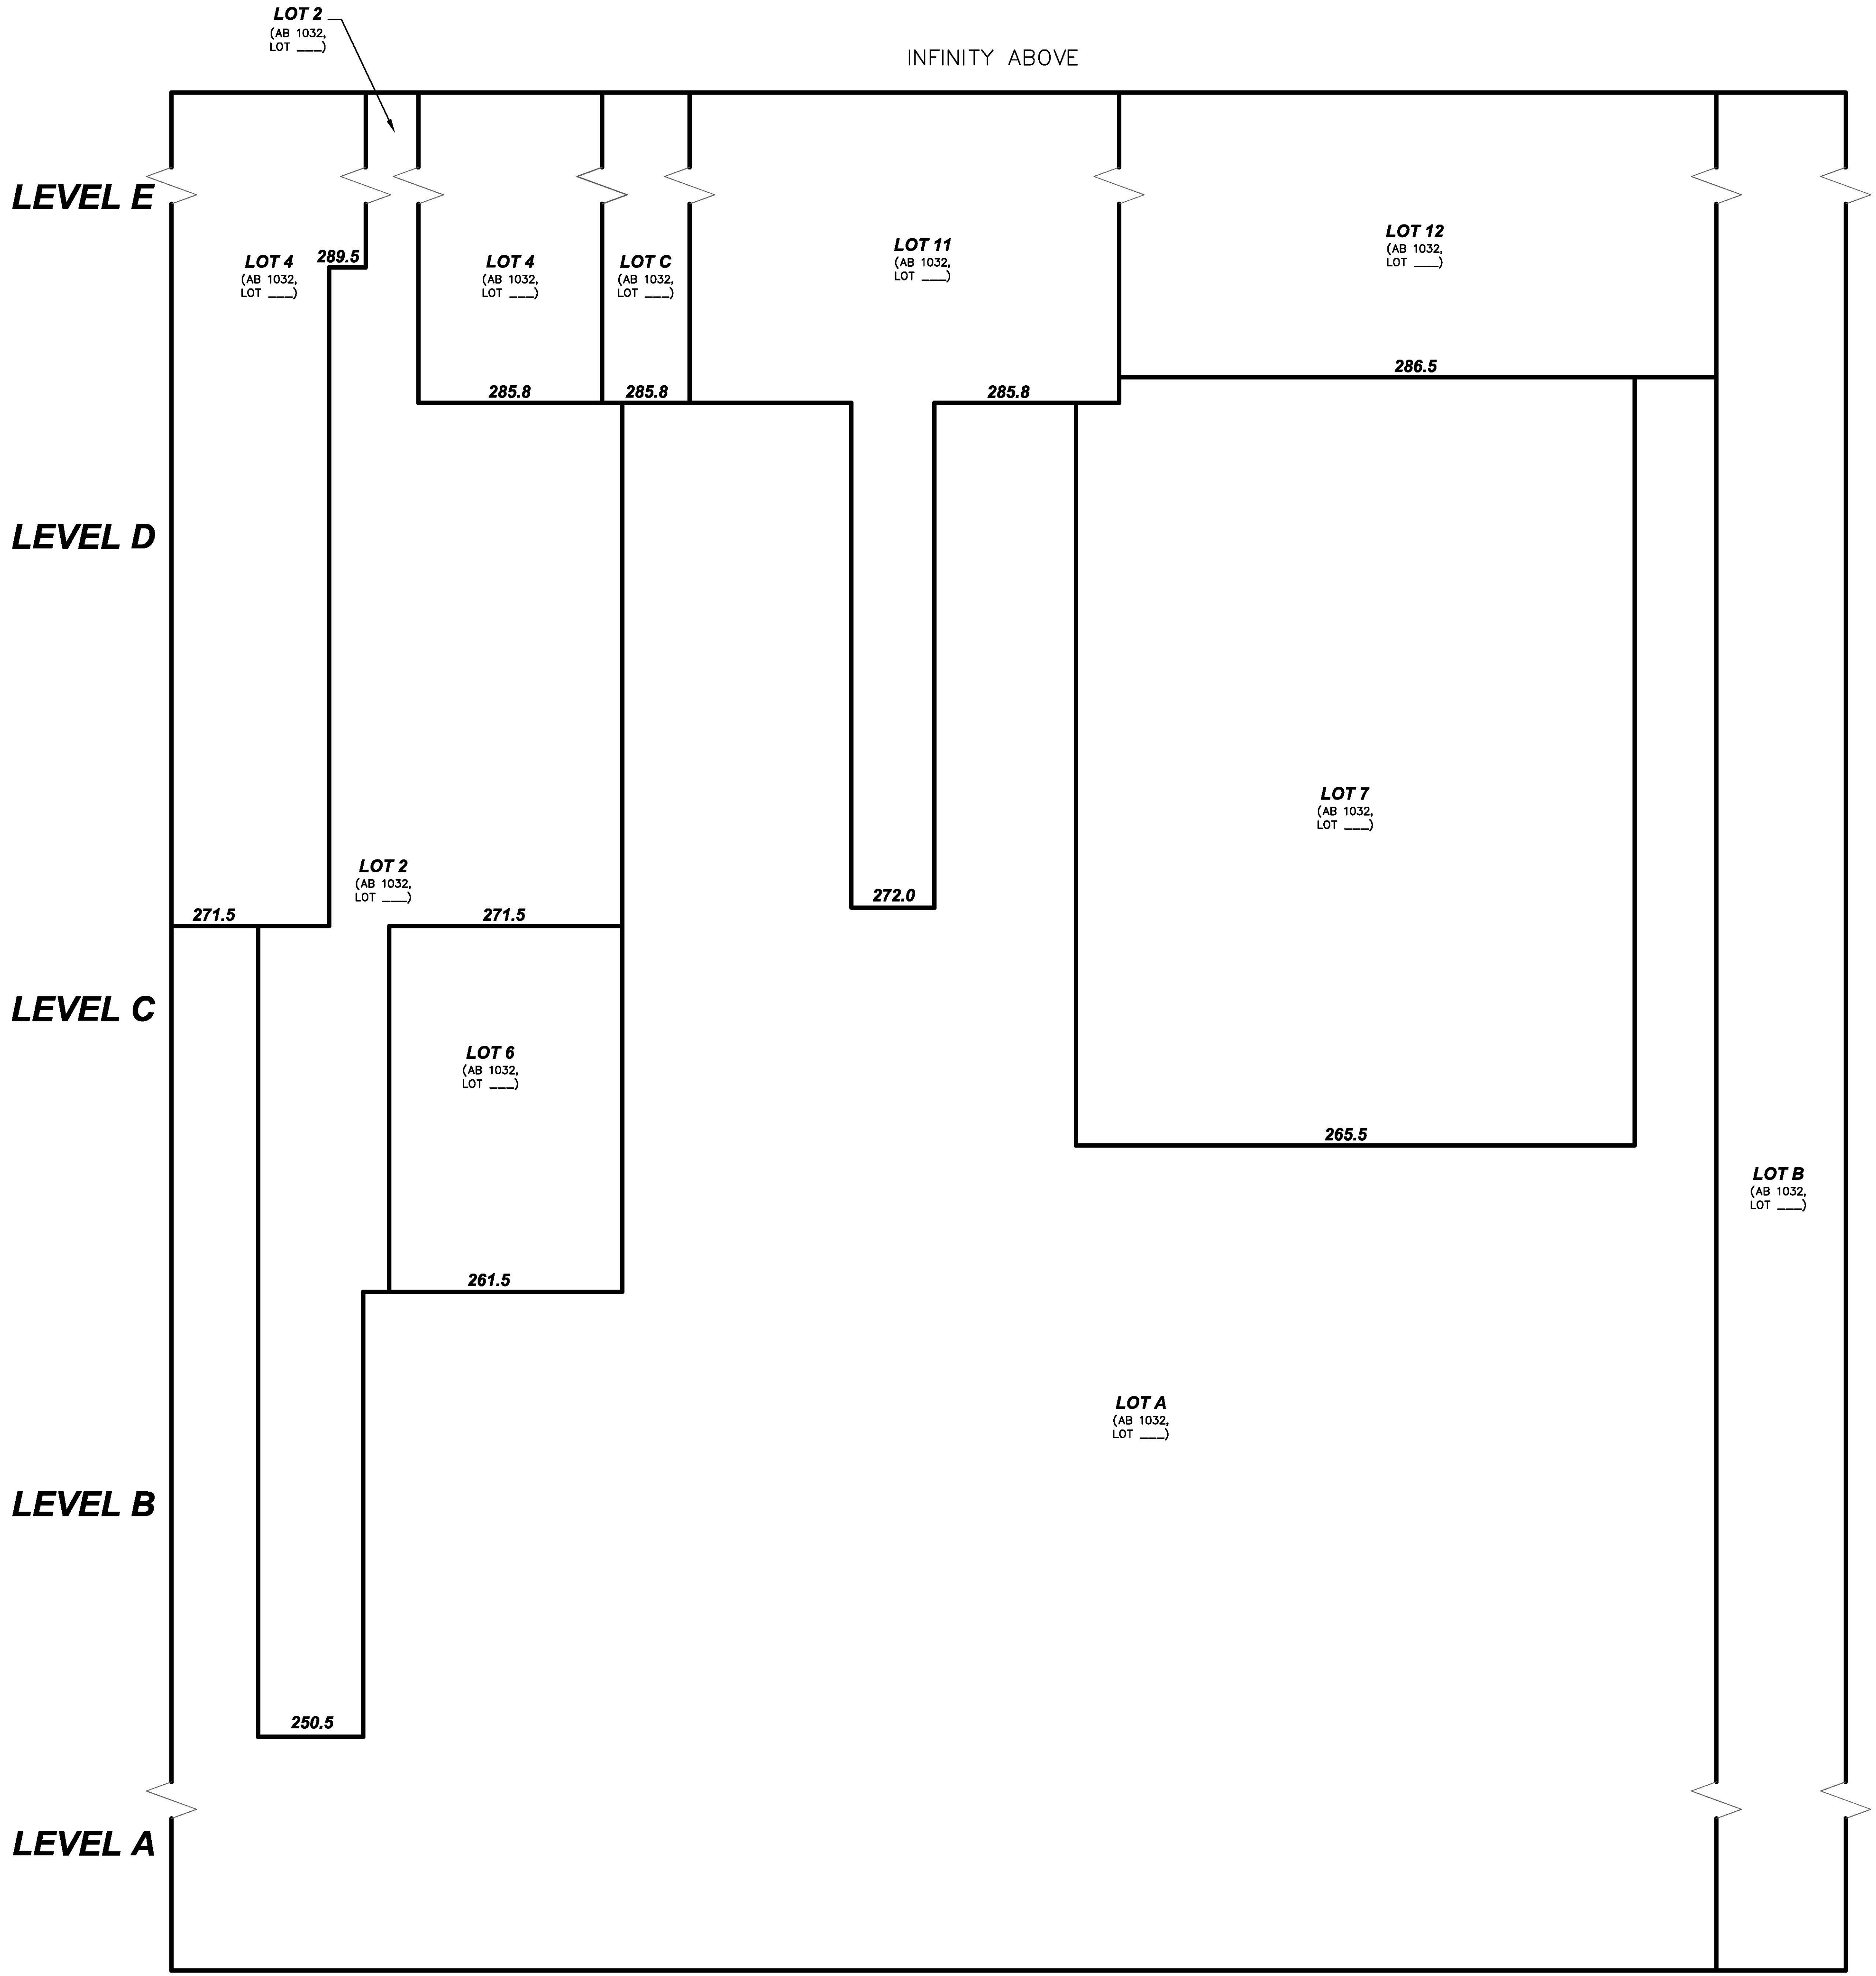 LOT 2
(AB 1032,
LOT ___)
INFINITY ABOVE
LEVEL E
LOT 4
(AB 1032,
LOT ___)
289.5
LOT 4
(AB 1032,
LOT ___)
LOT C
(AB 1032,
LOT ___)
LOT 11
(AB 1032,
LOT ___)
LOT 12
(AB 1032,
LOT ___)
285.8
285.8
285.8
286.5
LEVEL D
LOT 7
(AB 1032,
LOT ___)
LOT 2
(AB 1032,
LOT ___)
272.0
271.5
271.5
LEVEL C
LOT 6
(AB 1032,
LOT ___)
265.5
LOT B
(AB 1032,
LOT ___)
261.5
LOT A
(AB 1032,
LOT ___)
LEVEL B
250.5
LEVEL A